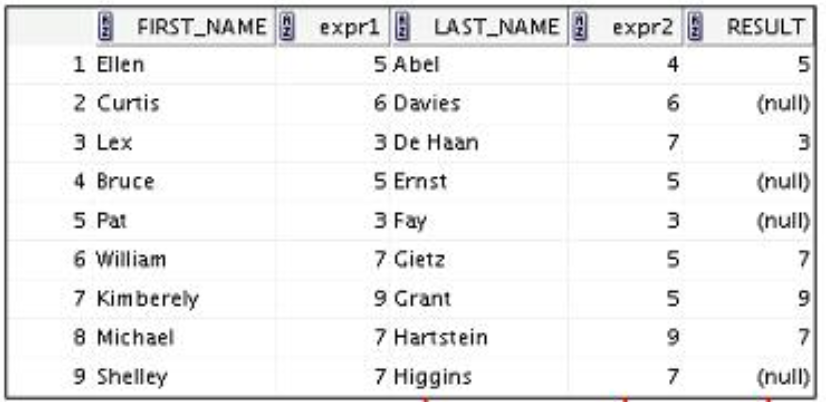 FIRST_NAME expr1 LAST_NAME expr2 RESULT
1 Ellen 5 Abel 4 5
2 Curtis 6 Davies 6 (null)
3 Lex 3 De Haan 7 3
4 Bruce 5 Ernst 5 (null)
5 Pat 3 Fay 3 (null)
6 William 7 Gietz 5 7
7 Kimberely 9 Grant 5 9
8 Michael 7 Hartstein 9 7
9 Shelley 7 Higgins 7 (null)